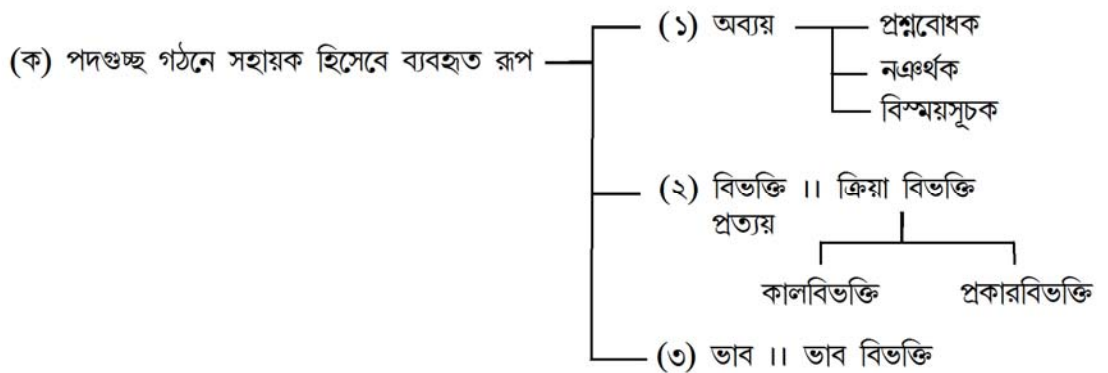 (১) অব্যয় প্রশ্নবোধক
(ক) পদগুচ্ছ গঠনে সহায়ক হিসেবে ব্যবহৃত রূপ
নঞর্থক
বিস্ময়সূচক
(২) বিভক্তি ।। ক্রিয়া বিভক্তি
প্রত্যয়
কালবিভক্তি প্রকারবিভক্তি
(৩) ভাব ।। ভাব বিভক্তি